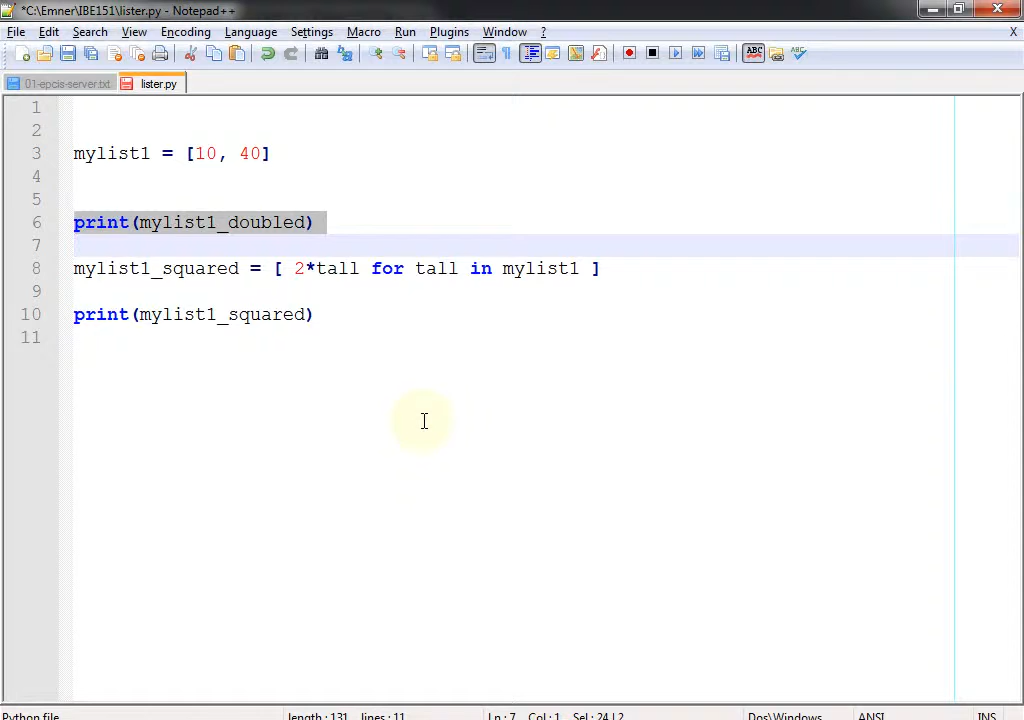 *C:\Emner\IBE151\lister.py - Notepad++
File Edit Search View Encoding Language Settings Macro Run Plugins Window ? X
01-epcis-server.txt lister.py
1
2
3 mylist1 = [10, 40]
4
5
6 print(mylist1_doubled)
7
8 mylist1_squared = [ 2*tall for tall in mylist1 ]
9
10 print(mylist1_squared)
11
Python file length : 131 lines : 11 Ln : 7 Col : 1 Sel : 24 | 2 Dos\Windows ANSI INS